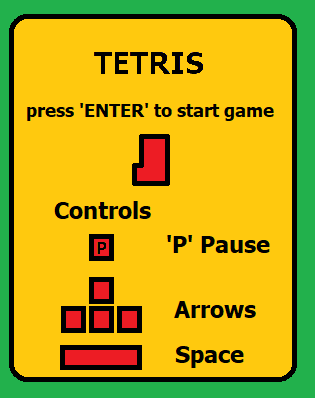 TETRIS
press 'ENTER' to start game
Controls
P 'P' Pause
Arrows
Space